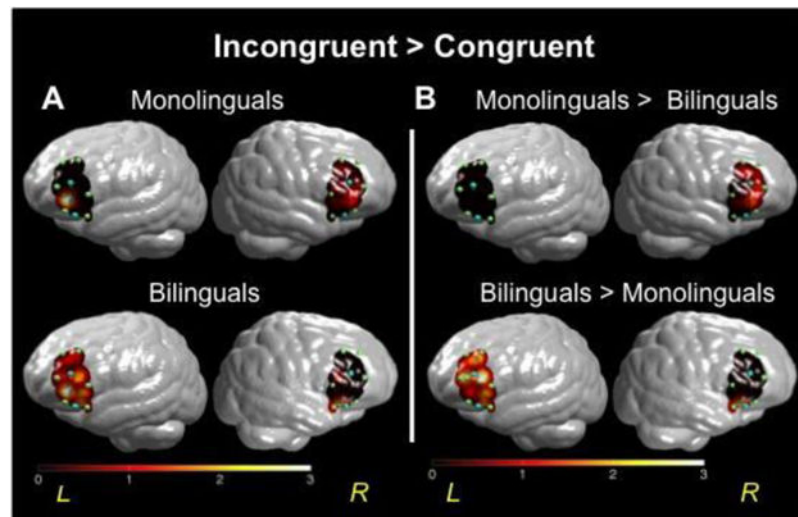 Incongruent > Congruent
A
Monolinguals
Bilinguals
0 1 2 3
L R
B
Monolinguals > Bilinguals
Bilinguals > Monolinguals
0 1 2 3
L R